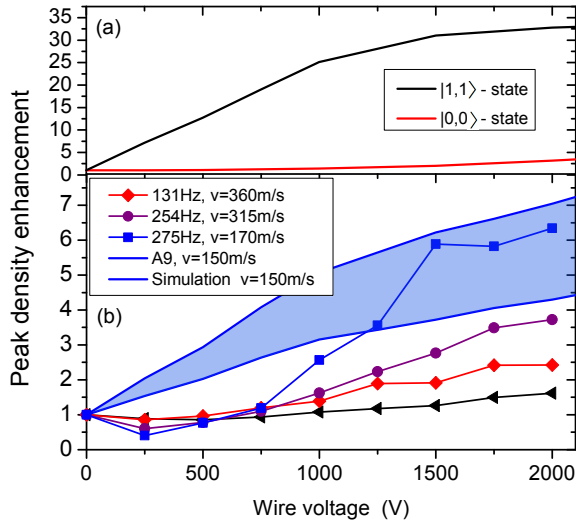 35
30
25
20
15
10
5
0
(a)
|1,1⟩ - state
|0,0⟩ - state
Peak density enhancement
7
6
5
4
3
2
1
0
131Hz, v=360m/s
254Hz, v=315m/s
275Hz, v=170m/s
A9, v=150m/s
Simulation v=150m/s
(b)
0
500
1000
1500
2000
Wire voltage (V)